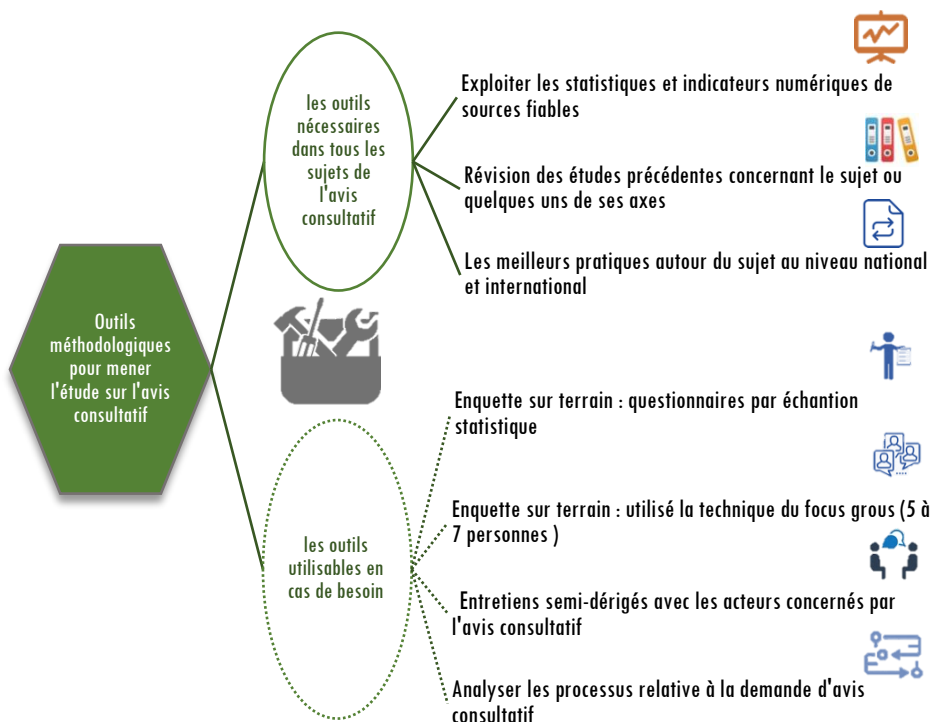 Outils
méthodologiques
pour mener
l'étude sur l'avis
consultatif
les outils
nécessaires
dans tous les
sujets de
l'avis
consultatif
Exploiter les statistiques et indicateurs numériques de
sources fiables
Révision des études précédentes concernant le sujet ou
quelques uns de ses axes
Les meilleurs pratiques autour du sujet au niveau national
et international
les outils
utilisables en
cas de besoin
Enquette sur terrain : questionnaires par échantion
statistique
Enquette sur terrain : utilisé la technique du focus grous (5 à
7 personnes )
Entretiens semi-dérigés avec les acteurs concernés par
l'avis consultatif
Analyser les processus relative à la demande d'avis
consultatif